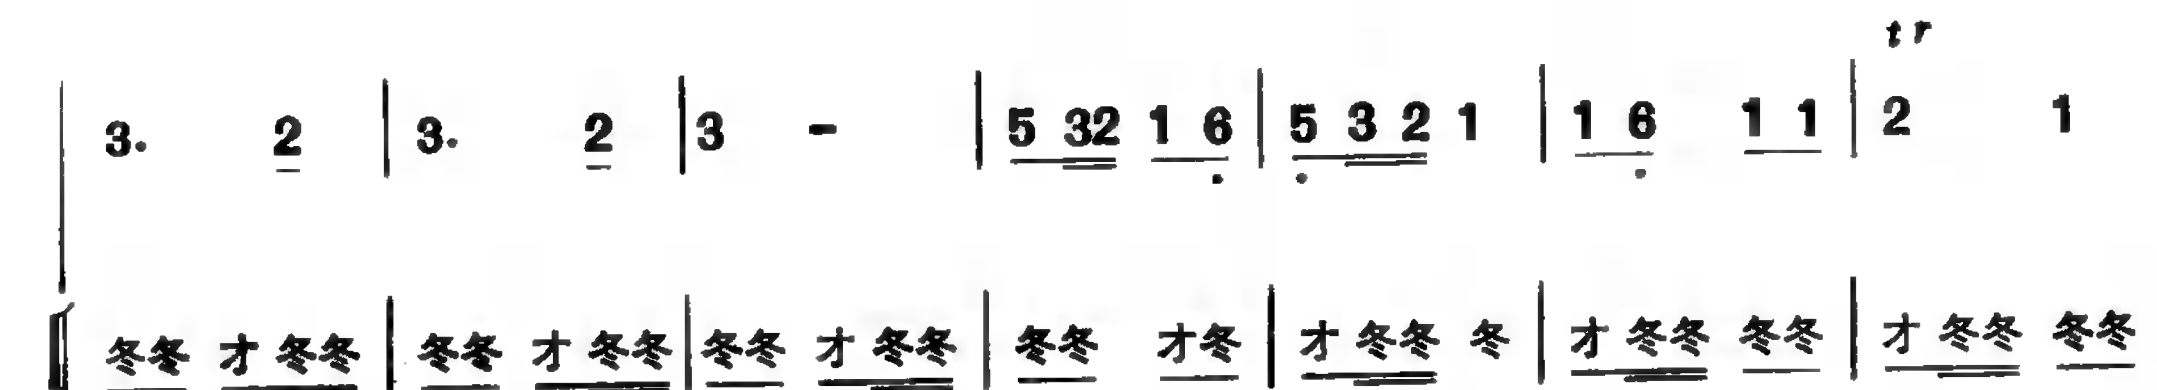 tr
3. 2 | 3. 2 | 3 - | 5 32 1 6 | 5 3 2 1 | 1 6 1 1 | 2 1
冬冬 才 冬冬 | 冬冬 才 冬冬 | 冬冬 才 冬冬 | 冬冬 才冬 | 才 冬冬 冬 | 才 冬冬 冬冬 | 才 冬冬 冬冬